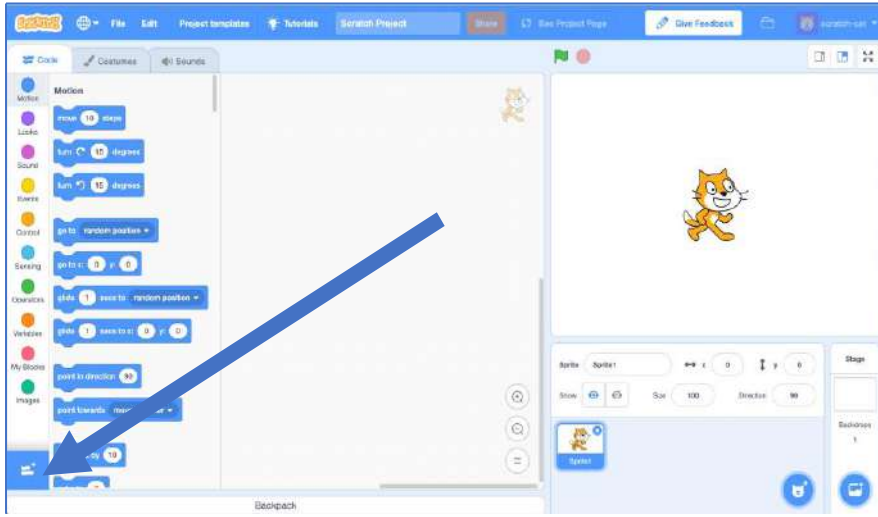 SCRATCH File Edit Project templates Tutorials Scratch Project Share See Project Page Give Feedback scratch-cat
Code Costumes Sounds
Motion
Looks
Sound
Events
Control
Sensing
Operators
Variables
My Blocks
Images
Motion
move 10 steps
turn 15 degrees
turn 15 degrees
go to random position
go to x: 0 y: 0
glide 1 secs to random position
glide 1 secs to x: 0 y: 0
point in direction 90
point towards
by 10
Backpack
Sprite Sprite1 x 0 y 0
Show Size 100 Direction 90
Sprite1
Stage
Backdrops
1